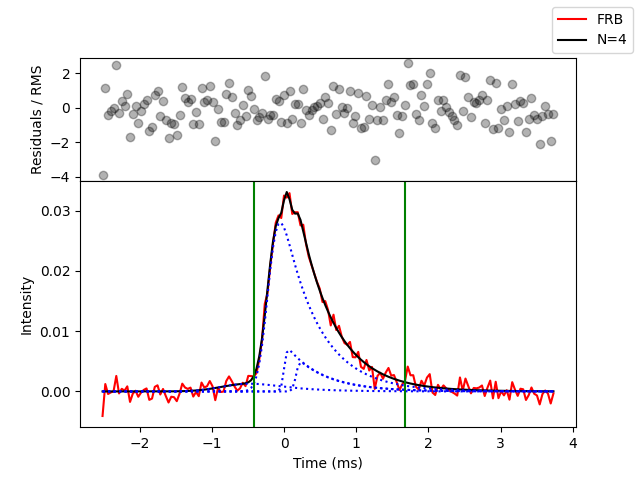 FRB
N=4
Residuals / RMS
2
0
−2
−4
Intensity
0.03
0.02
0.01
0.00
−2 −1 0 1 2 3 4
Time (ms)